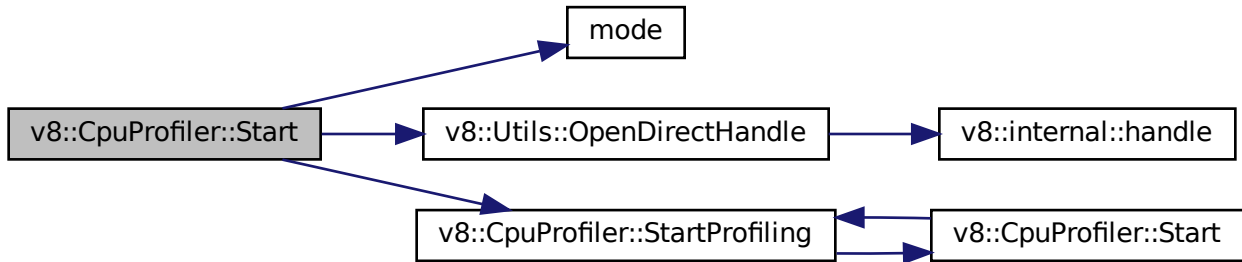 mode
v8::CpuProfiler::Start
v8::Utils::OpenDirectHandle
v8::internal::handle
v8::CpuProfiler::StartProfiling
v8::CpuProfiler::Start